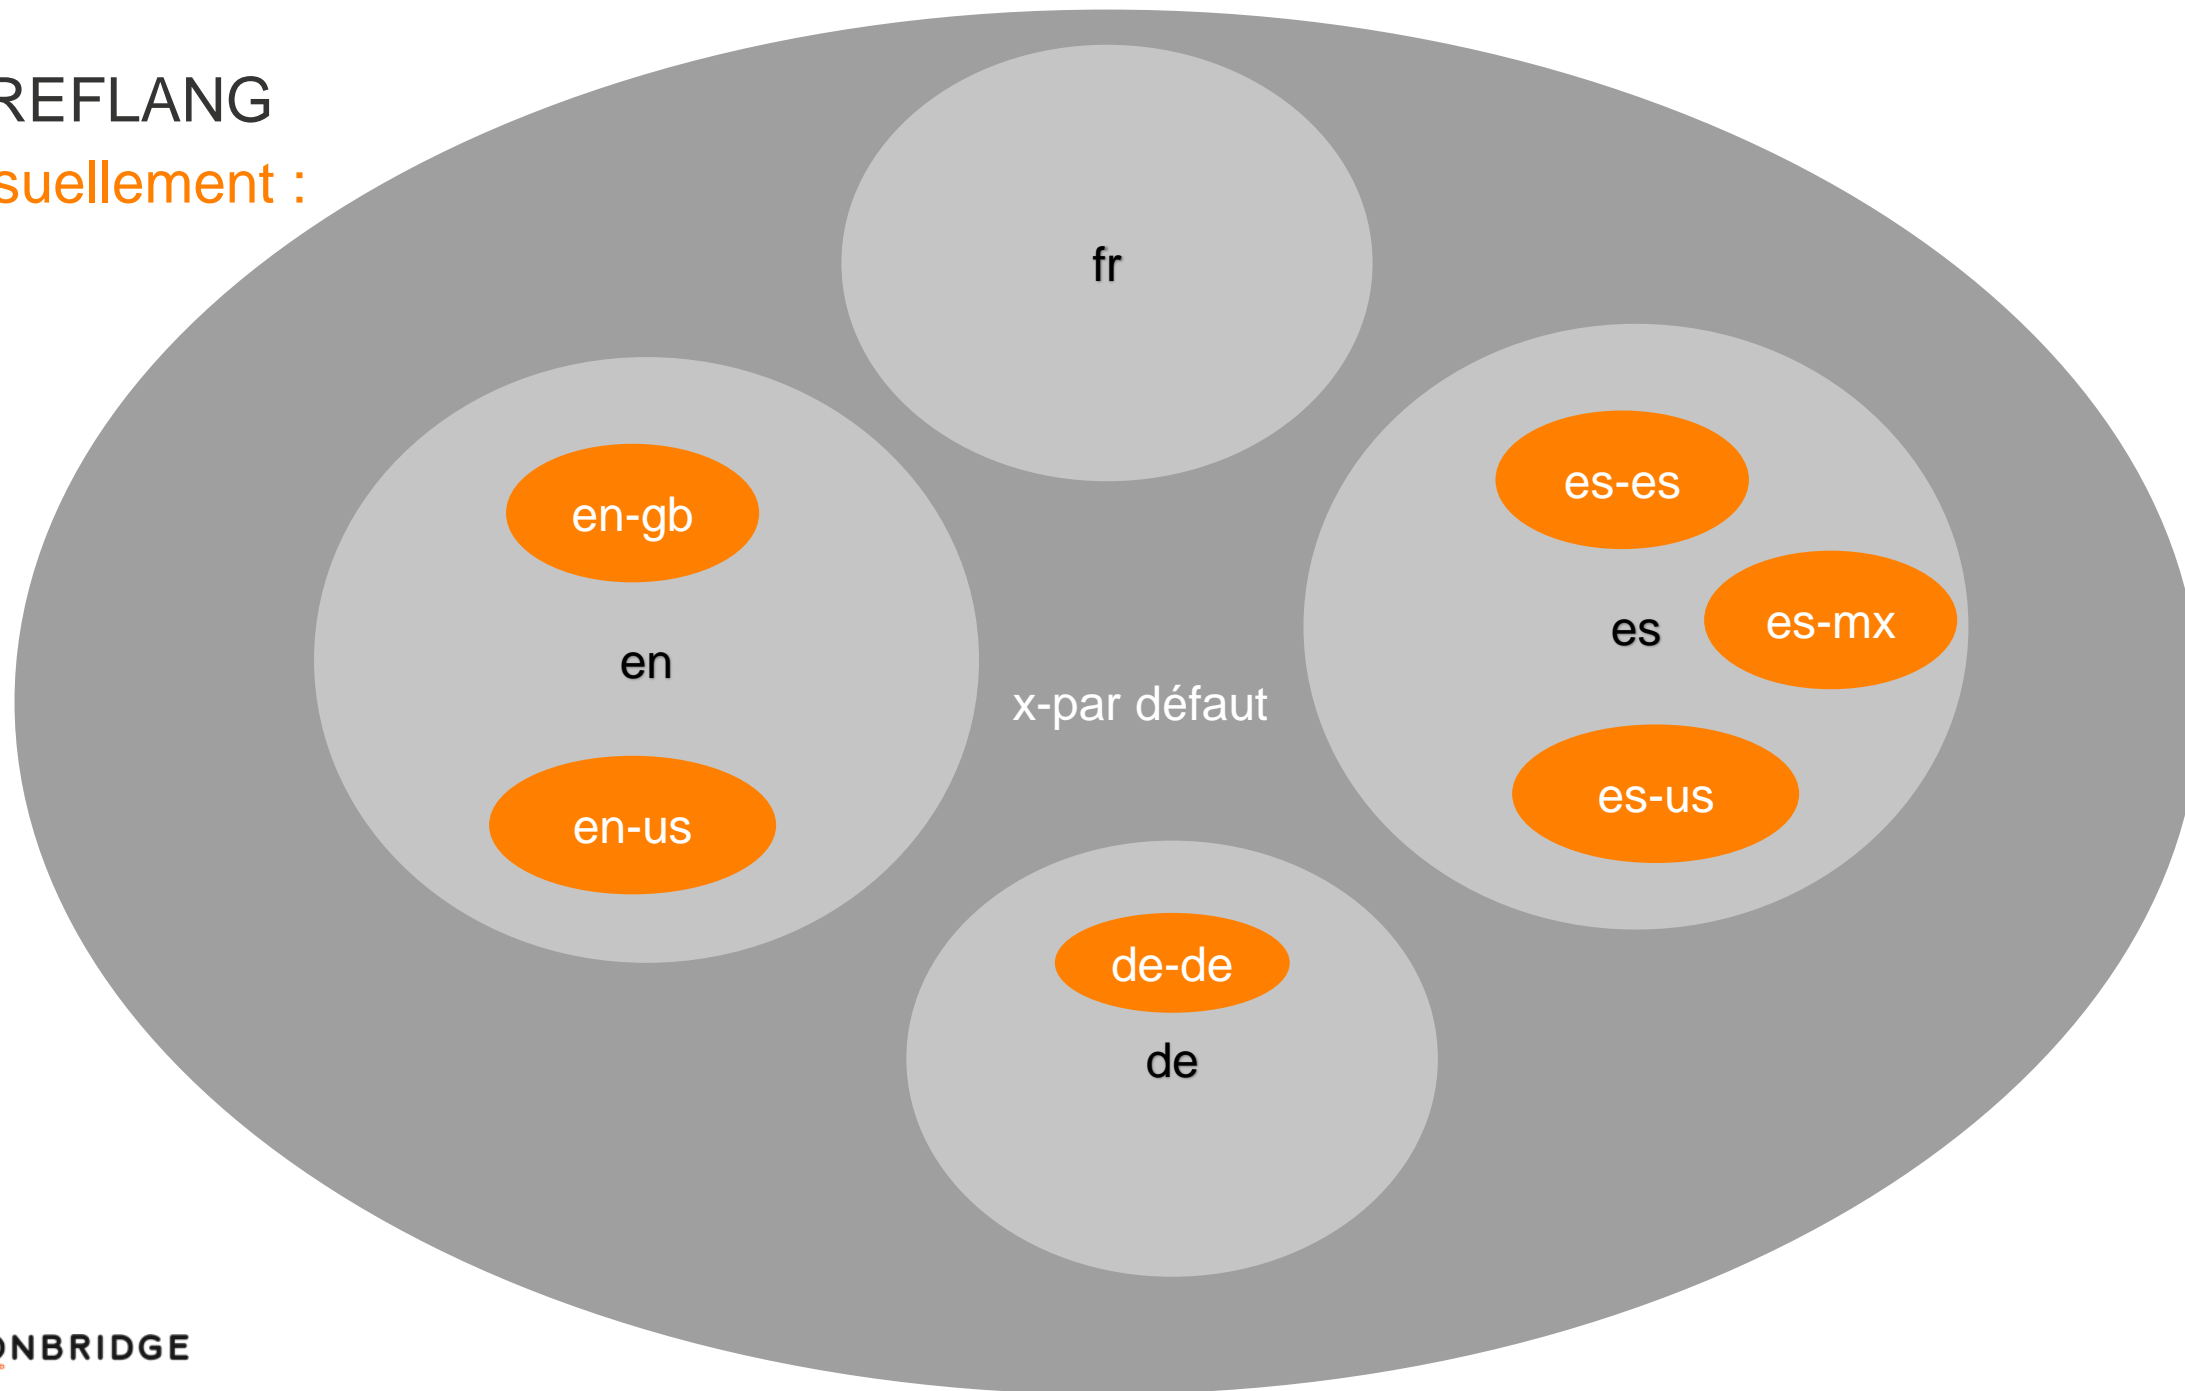 REFLANG
suellement :
fr
es-es
en-gb
es-mx
es
en
x-par défaut
es-us
en-us
de-de
de
ONBRIDGE